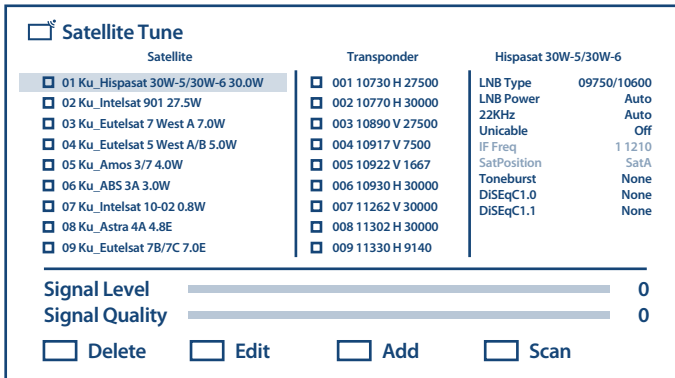 Satellite Tune
Satellite
01 Ku_Hispasat 30W-5/30W-6 30.0W
02 Ku_Intelsat 901 27.5W
03 Ku_Eutelsat 7 West A 7.0W
04 Ku_Eutelsat 5 West A/B 5.0W
05 Ku_Amos 3/7 4.0W
06 Ku_ABS 3A 3.0W
07 Ku_Intelsat 10-02 0.8W
08 Ku_Astra 4A 4.8E
09 Ku_Eutelsat 7B/7C 7.0E
Transponder
001 10730 H 27500
002 10770 H 30000
003 10890 V 27500
004 10917 V 7500
005 10922 V 1667
006 10930 H 30000
007 11262 V 30000
008 11302 H 30000
009 11330 H 9140
Hispasat 30W-5/30W-6
LNB Type 09750/10600
LNB Power Auto
22KHz Auto
Unicable Off
IF Freq 1 1210
SatPosition SatA
Toneburst None
DiSEqC1.0 None
DiSEqC1.1 None
Signal Level 0
Signal Quality 0
Delete Edit Add Scan